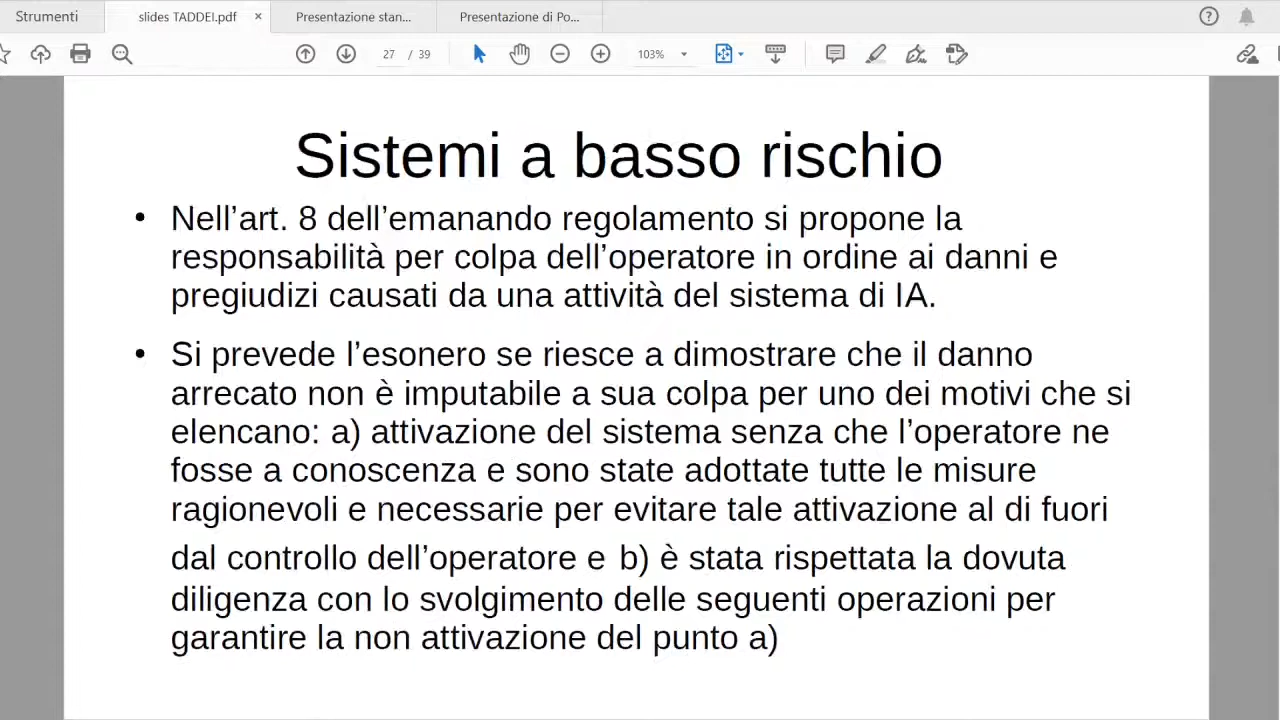 Strumenti
slides TADDEI.pdf
Presentazione stan...
Presentazione di Po...
27 / 39
103%
Sistemi a basso rischio
• Nell’art. 8 dell’emanando regolamento si propone la
responsabilità per colpa dell’operatore in ordine ai danni e
pregiudizi causati da una attività del sistema di IA.
• Si prevede l’esonero se riesce a dimostrare che il danno
arrecato non è imputabile a sua colpa per uno dei motivi che si
elencano: a) attivazione del sistema senza che l’operatore ne
fosse a conoscenza e sono state adottate tutte le misure
ragionevoli e necessarie per evitare tale attivazione al di fuori
dal controllo dell’operatore e b) è stata rispettata la dovuta
diligenza con lo svolgimento delle seguenti operazioni per
garantire la non attivazione del punto a)